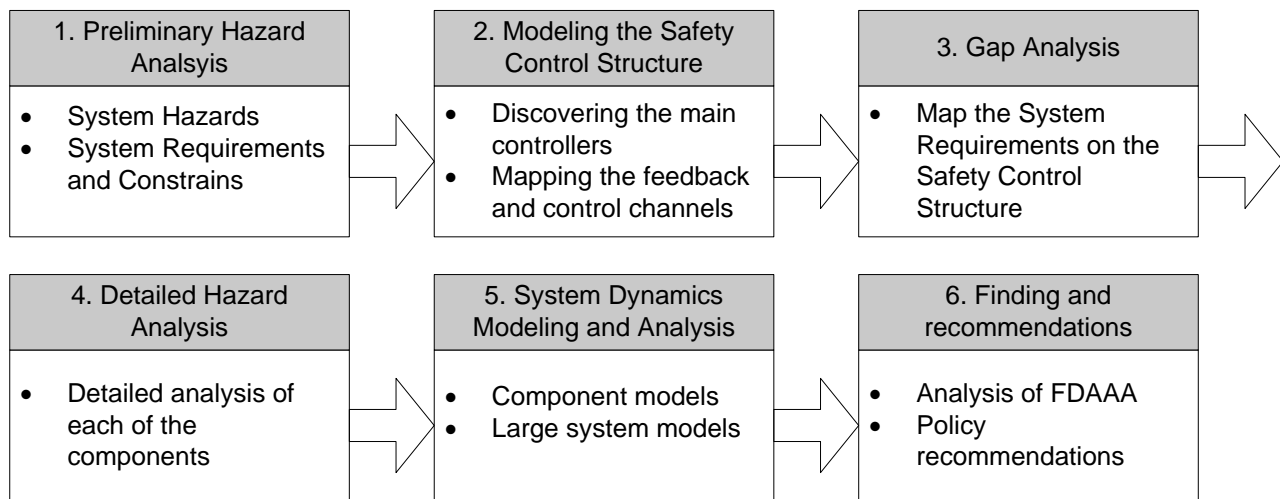 1. Preliminary Hazard
Analsyis
• System Hazards
• System Requirements
and Constrains
2. Modeling the Safety
Control Structure
• Discovering the main
controllers
• Mapping the feedback
and control channels
3. Gap Analysis
• Map the System
Requirements on the
Safety Control
Structure
4. Detailed Hazard
Analysis
• Detailed analysis of
each of the
components
5. System Dynamics
Modeling and Analysis
• Component models
• Large system models
6. Finding and
recommendations
• Analysis of FDAAA
• Policy
recommendations